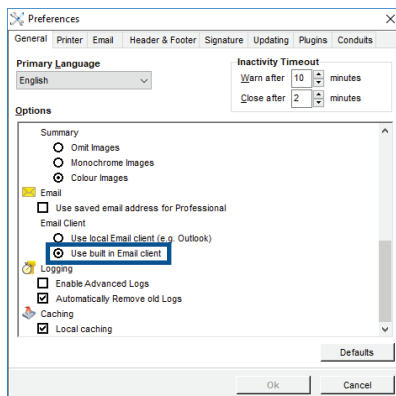 Preferences
General Printer Email Header & Footer Signature Updating Plugins Conduits
Primary Language
English
Inactivity Timeout
Warn after 10 minutes
Close after 2 minutes
Options
Summary
Omit Images
Monochrome Images
Colour Images
Email
Use saved email address for Professional
Email Client
Use local Email client (e.g. Outlook)
Use built in Email client
Logging
Enable Advanced Logs
Automatically Remove old Logs
Caching
Local caching
Defaults
Ok Cancel